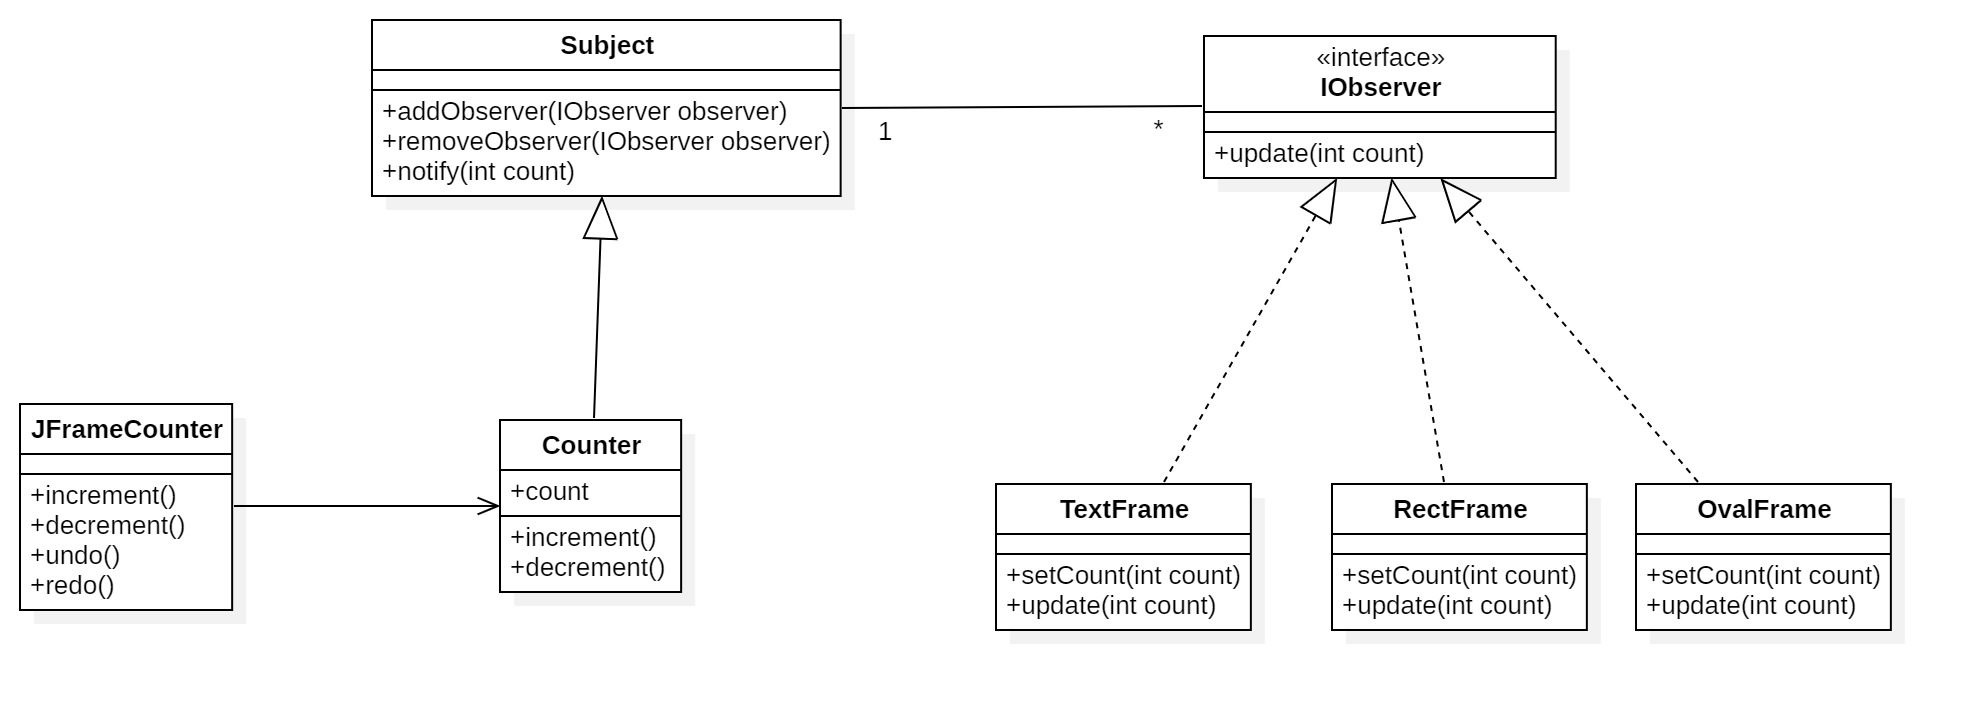 Subject
+addObserver(IObserver observer)
+removeObserver(IObserver observer)
+notify(int count)
1
*
«interface»
IObserver
+update(int count)
JFrameCounter
+increment()
+decrement()
+undo()
+redo()
Counter
+count
+increment()
+decrement()
TextFrame
+setCount(int count)
+update(int count)
RectFrame
+setCount(int count)
+update(int count)
OvalFrame
+setCount(int count)
+update(int count)